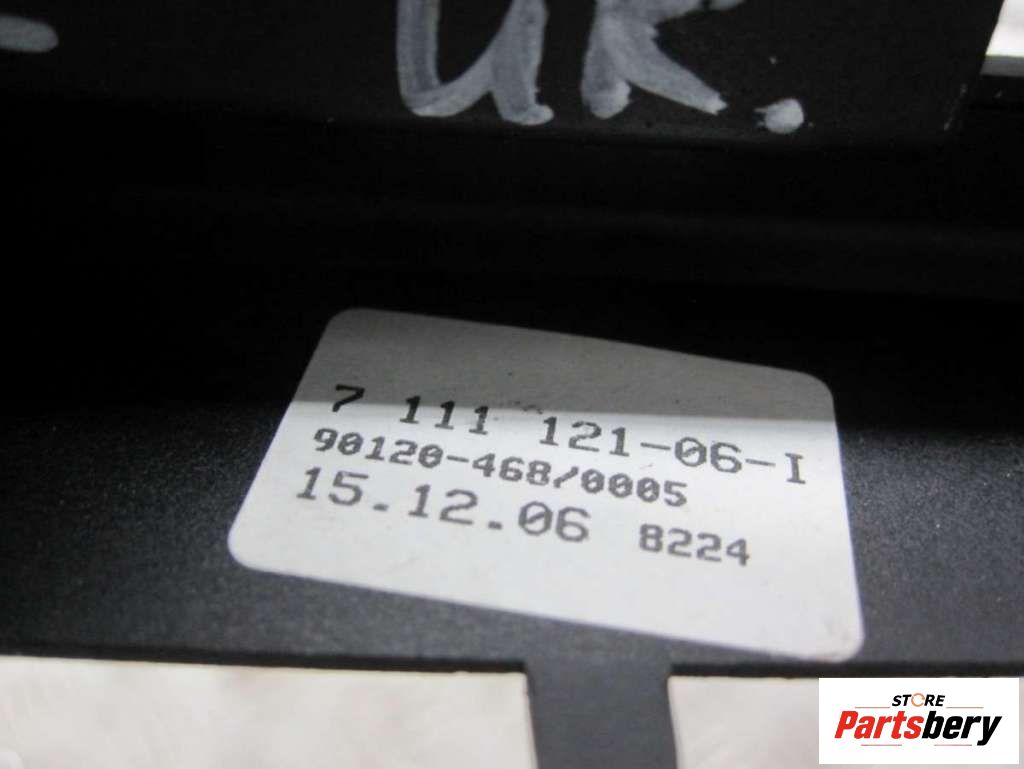 UR.
7 111 121-06-I
90120-468/0005
15.12.06 8224
STORE
Partsbery